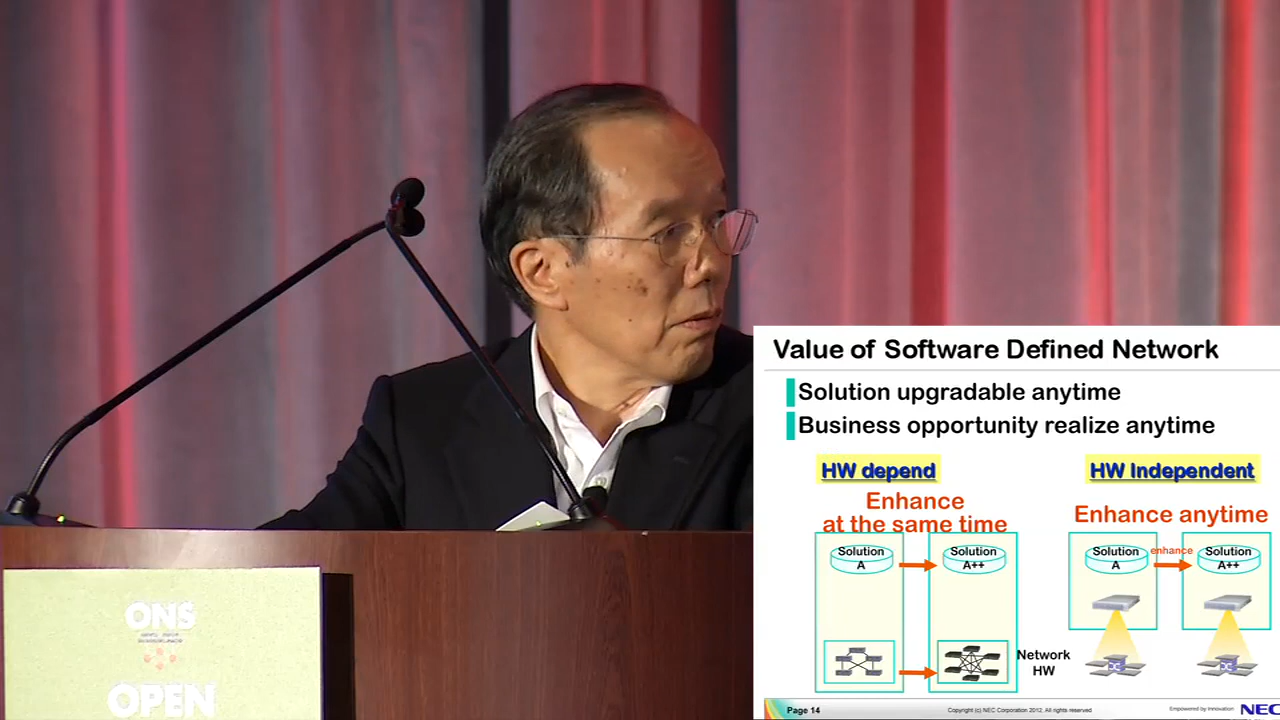 ONS
OPEN
Value of Software Defined Network
Solution upgradable anytime
Business opportunity realize anytime
HW depend
HW Independent
Enhance
at the same time
Enhance anytime
Solution
A
Solution
A++
Solution
A
enhance
Solution
A++
Network
HW
Page 14
Copyright (c) NEC Corporation 2012. All rights reserved
Empowered by Innovation
NEC